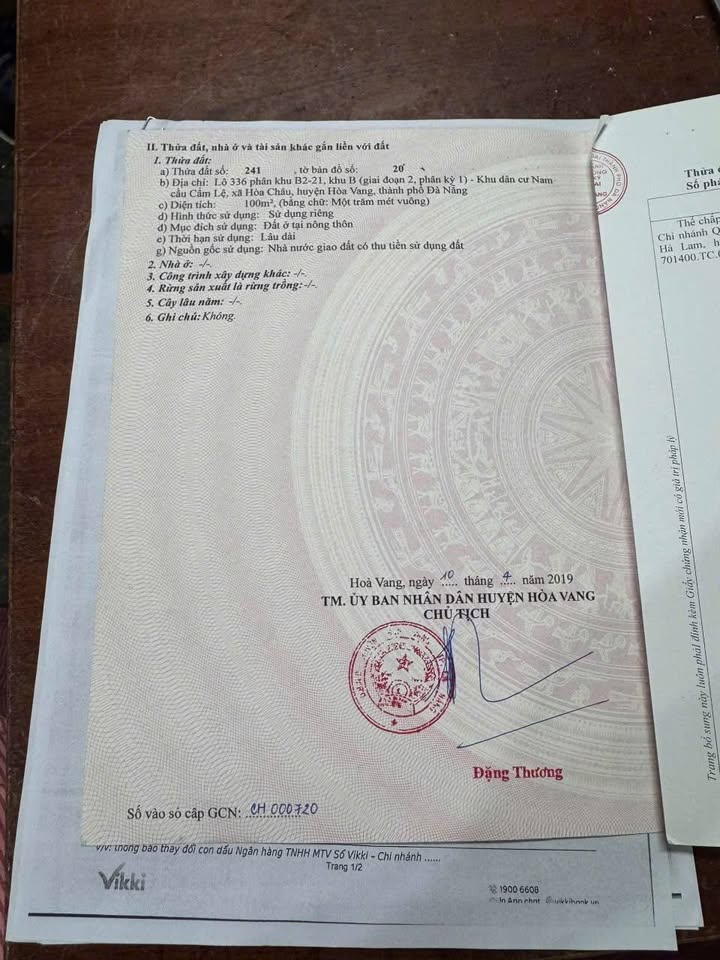 II. Thửa đất, nhà ở và tài sản khác gắn liền với đất
1. Thửa đất:
a) Thửa đất số: 241 , tờ bản đồ số: 20
b) Địa chỉ: Lô 336 phân khu B2-21, khu B (giai đoạn 2, phân kỳ 1) - Khu dân cư Nam
cầu Cẩm Lệ, xã Hòa Châu, huyện Hòa Vang, thành phố Đà Nẵng
c) Diện tích: 100m², (bằng chữ: Một trăm mét vuông)
d) Hình thức sử dụng: Sử dụng riêng
đ) Mục đích sử dụng: Đất ở tại nông thôn
e) Thời hạn sử dụng: Lâu dài
g) Nguồn gốc sử dụng: Nhà nước giao đất có thu tiền sử dụng đất
2. Nhà ở: -/-.
3. Công trình xây dựng khác: -/-.
4. Rừng sản xuất là rừng trồng: -/-.
5. Cây lâu năm: -/-.
6. Ghi chú: Không.
Hoà Vang, ngày 10 tháng 4 năm 2019
TM. ỦY BAN NHÂN DÂN HUYỆN HÒA VANG
CHỦ TỊCH
Đặng Thương
Số vào sổ cấp GCN: CH 000720
Thửa
Số ph
Thế chấp
Chi nhánh Q
Hà Lam, h
701400.TC.
Trang bổ sung này luôn phải đính kèm Giấy chứng nhận mới có giá trị pháp lý
V/v: thông báo thay đổi con dấu Ngân hàng TNHH MTV Số Vikki – Chi nhánh ......
Trang 1/2
Vikki
1900 6608
In App chat
vikkibank.vn